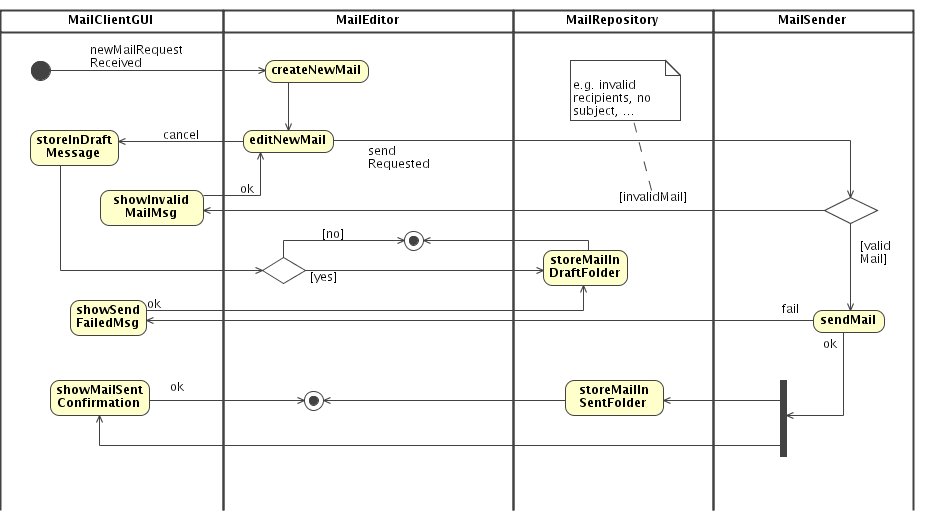 MailClientGUI
MailEditor
MailRepository
MailSender
newMailRequest
Received
createNewMail
e.g. invalid
recipients, no
subject, ...
storeInDraft
Message
cancel
editNewMail
send
Requested
showInvalid
MailMsg
ok
[invalidMail]
[no]
[valid
Mail]
[yes]
storeMailIn
DraftFolder
showSend
FailedMsg
ok
fail
sendMail
ok
showMailSent
Confirmation
ok
storeMailIn
SentFolder